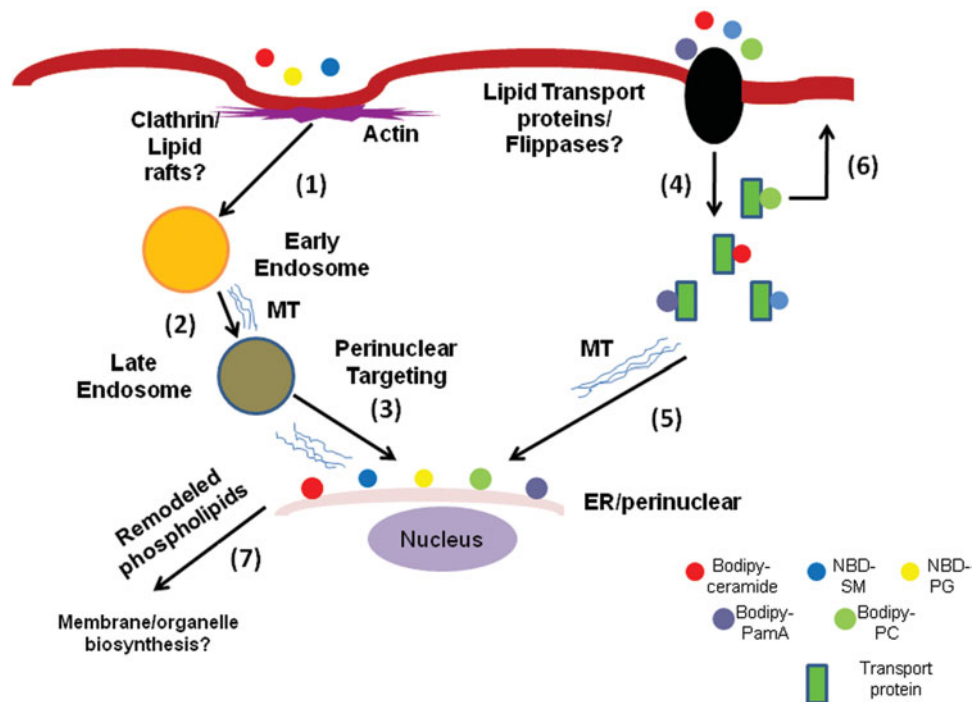 Clathrin/
Lipid
rafts?
Actin
(1)
Lipid Transport
proteins/
Flippases?
(4)
(6)
Early
Endosome
(2)
MT
Late
Endosome
Perinuclear
Targeting
(3)
MT
(5)
Remodeled
phospholipids
(7)
ER/perinuclear
Nucleus
Membrane/organelle
biosynthesis?
Bodipy-
ceramide
NBD-
SM
NBD-
PG
Bodipy-
PamA
Bodipy-
PC
Transport
protein